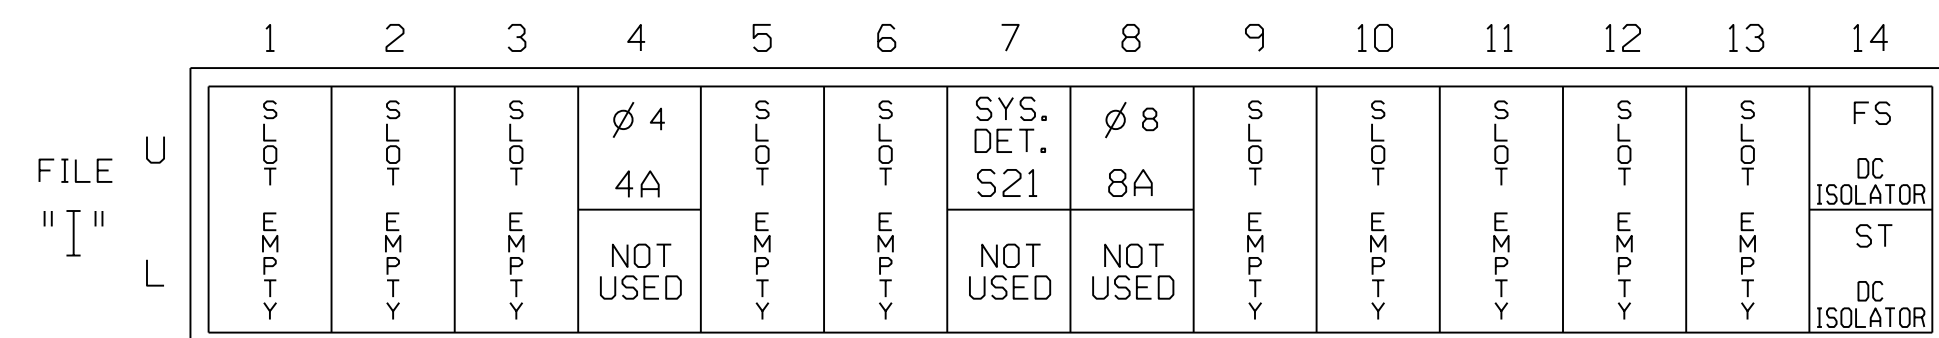 1 2 3 4 5 6 7 8 9 10 11 12 13 14
FILE
"I"
U
L
SLOT EMPTY
SLOT EMPTY
SLOT EMPTY
Ø 4
4A
NOT
USED
SLOT EMPTY
SLOT EMPTY
SYS.
DET.
S21
NOT
USED
Ø 8
8A
NOT
USED
SLOT EMPTY
SLOT EMPTY
SLOT EMPTY
SLOT EMPTY
SLOT EMPTY
FS
DC
ISOLATOR
ST
DC
ISOLATOR